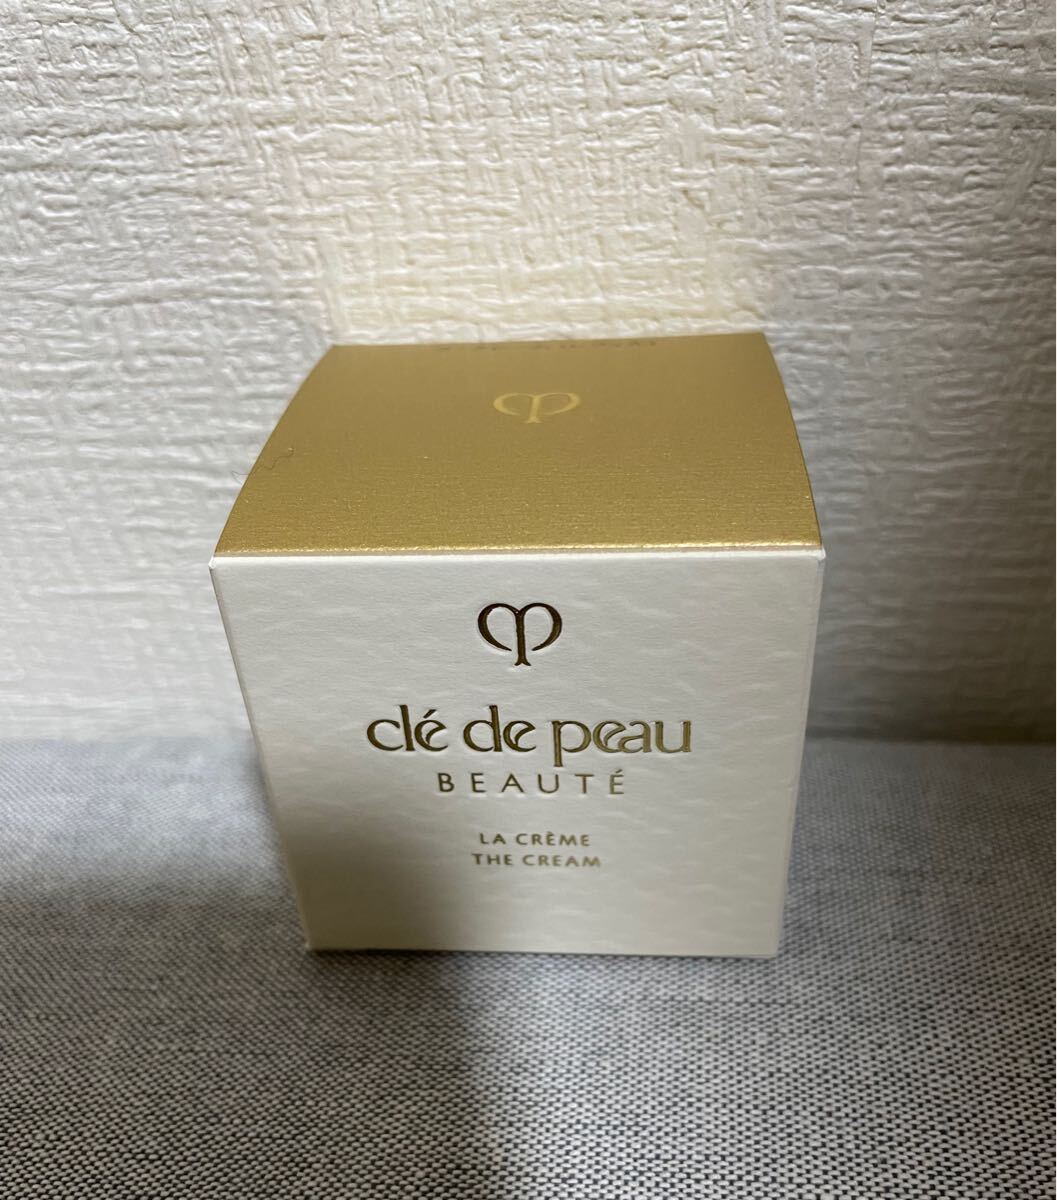 clé de peau
BEAUTÉ
LA CRÈME
THE CREAM